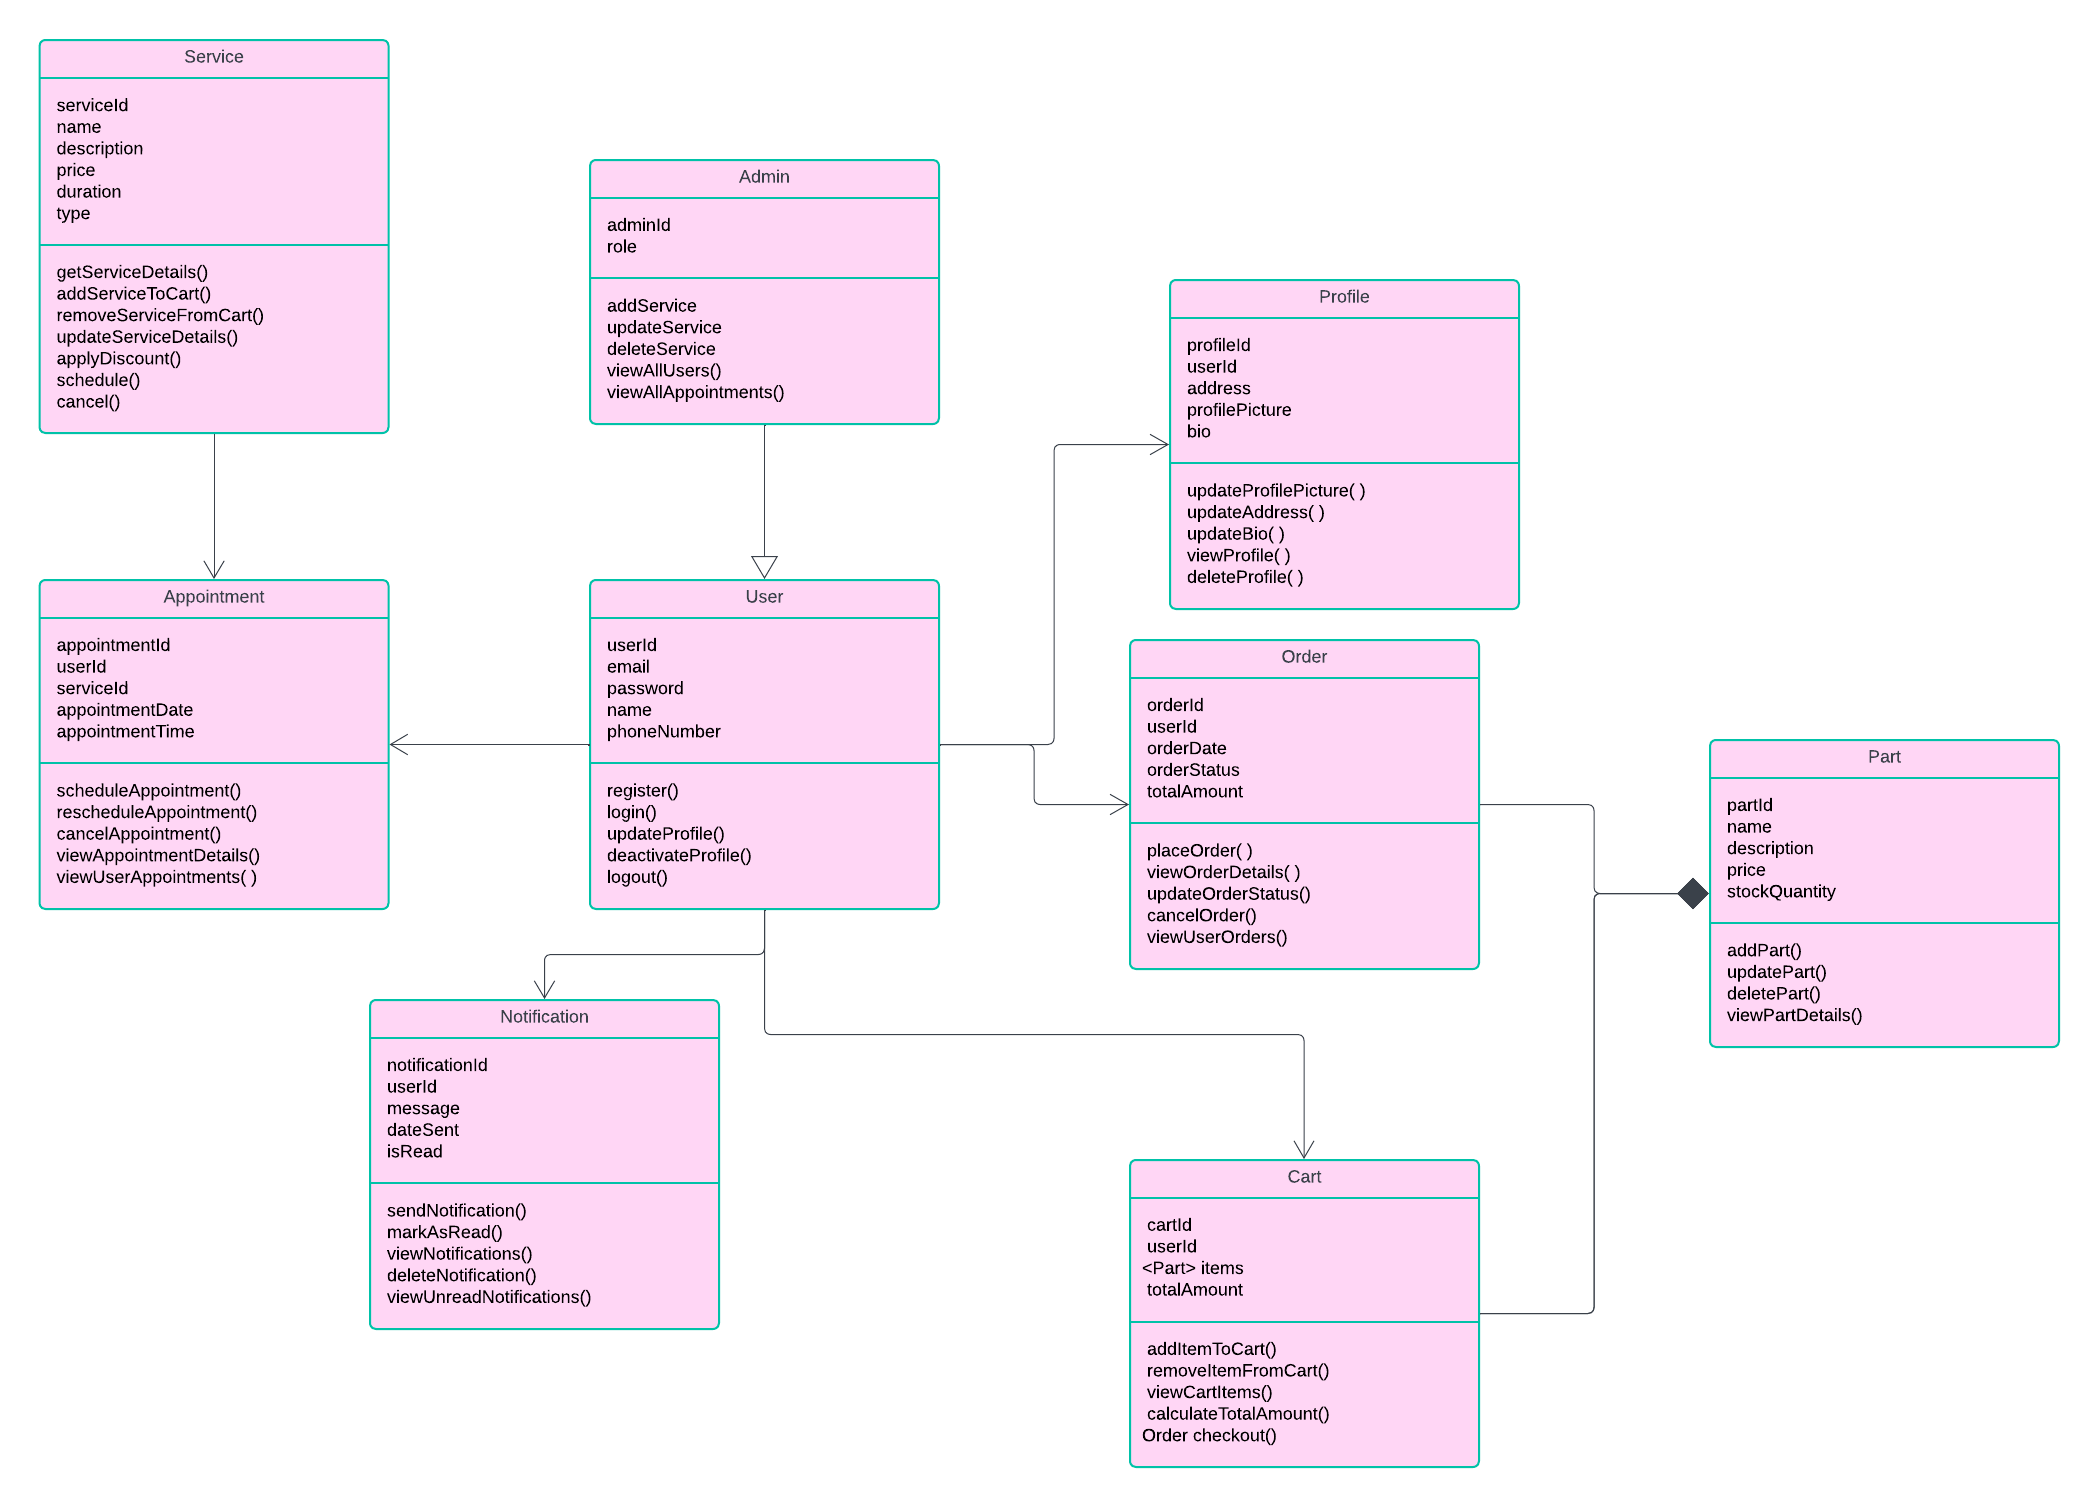 Service
serviceId
name
description
price
duration
type
getServiceDetails()
addServiceToCart()
removeServiceFromCart()
updateServiceDetails()
applyDiscount()
schedule()
cancel()
Admin
adminId
role
addService
updateService
deleteService
viewAllUsers()
viewAllAppointments()
Profile
profileId
userId
address
profilePicture
bio
updateProfilePicture( )
updateAddress( )
updateBio( )
viewProfile( )
deleteProfile( )
Appointment
appointmentId
userId
serviceId
appointmentDate
appointmentTime
scheduleAppointment()
rescheduleAppointment()
cancelAppointment()
viewAppointmentDetails()
viewUserAppointments( )
User
userId
email
password
name
phoneNumber
register()
login()
updateProfile()
deactivateProfile()
logout()
Order
orderId
userId
orderDate
orderStatus
totalAmount
placeOrder( )
viewOrderDetails( )
updateOrderStatus()
cancelOrder()
viewUserOrders()
Part
partId
name
description
price
stockQuantity
addPart()
updatePart()
deletePart()
viewPartDetails()
Notification
notificationId
userId
message
dateSent
isRead
sendNotification()
markAsRead()
viewNotifications()
deleteNotification()
viewUnreadNotifications()
Cart
cartId
userId
<Part> items
totalAmount
addItemToCart()
removeItemFromCart()
viewCartItems()
calculateTotalAmount()
Order checkout()